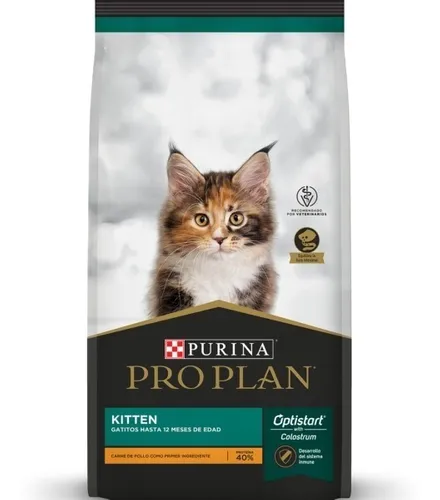 RECOMENDADO
POR VETERINARIOS
PURINA
PRO PLAN
KITTEN
GATITOS HASTA 12 MESES DE EDAD
CARNE DE POLLO COMO PRIMER INGREDIENTE
PROTEÍNA
40%
Optistart®
with
Colostrum
Desarrollo
del sistema
inmune